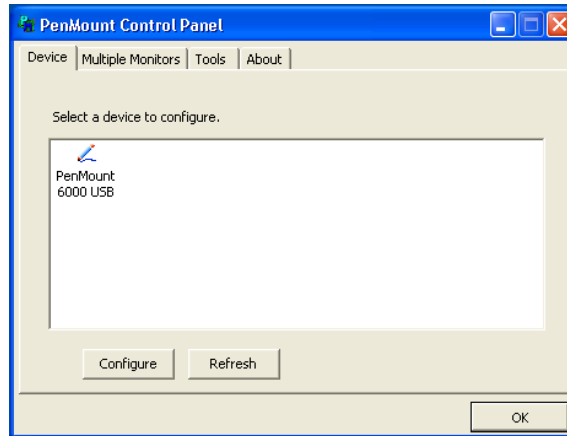 PenMount Control Panel
Device Multiple Monitors Tools About
Select a device to configure.
PenMount
6000 USB
Configure Refresh
OK